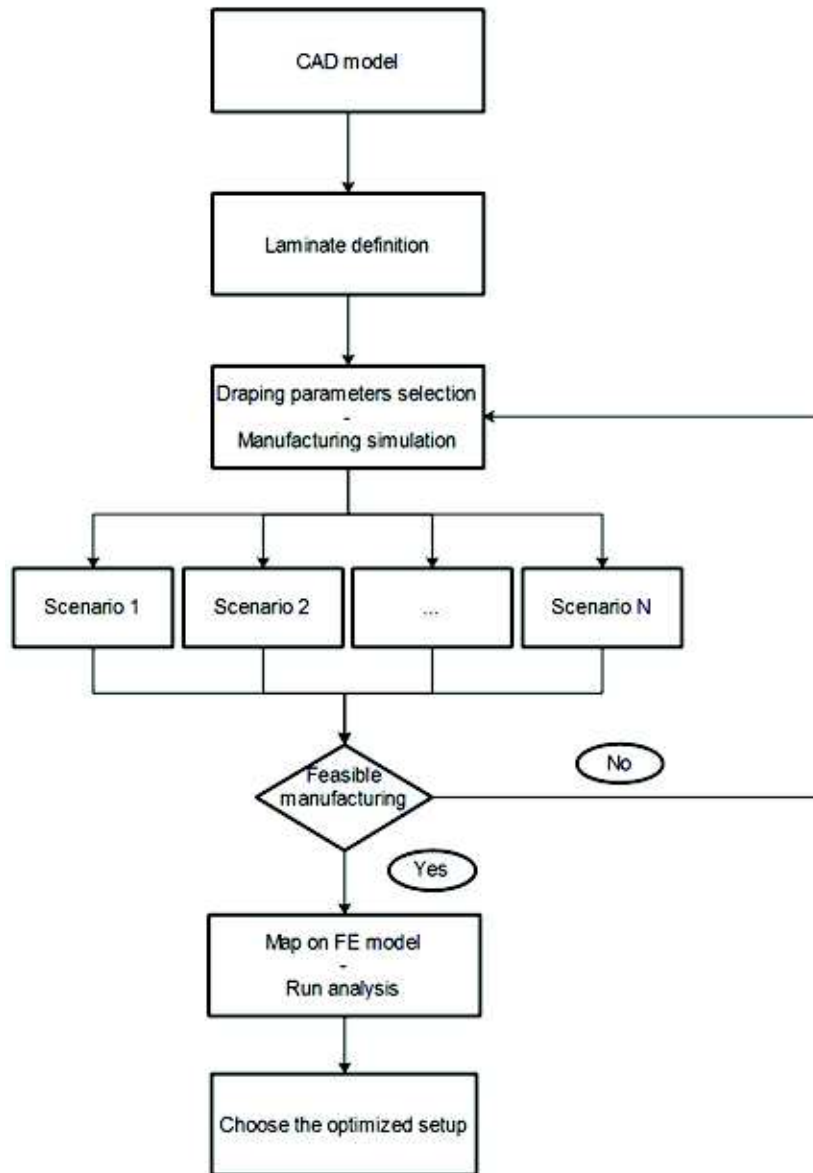 CAD model
Laminate definition
Draping parameters selection
-
Manufacturing simulation
Scenario 1
Scenario 2
...
Scenario N
Feasible
manufacturing
No
Yes
Map on FE model
-
Run analysis
Choose the optimized setup